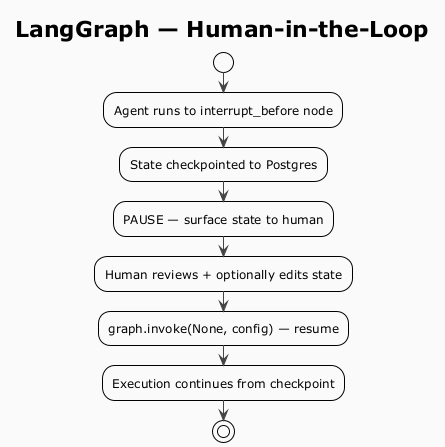 LangGraph — Human-in-the-Loop
Agent runs to interrupt_before node
State checkpointed to Postgres
PAUSE — surface state to human
Human reviews + optionally edits state
graph.invoke(None, config) — resume
Execution continues from checkpoint